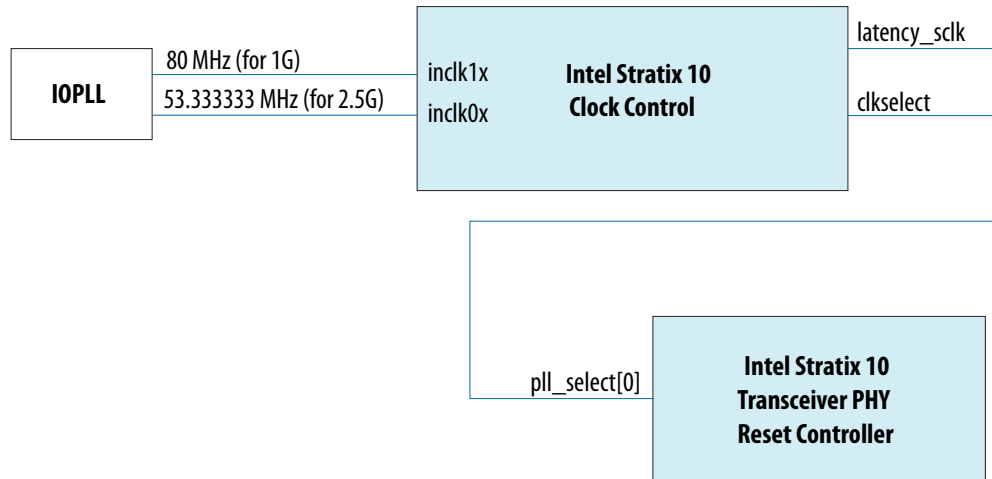 latency_sclk
80 MHz (for 1G)
IOPLL
inclk1x
Intel Stratix 10
53.333333 MHz (for 2.5G)
clkselect
inclk0x
Clock Control
Intel Stratix 10
pll_select[0]
Transceiver PHY
Reset Controller